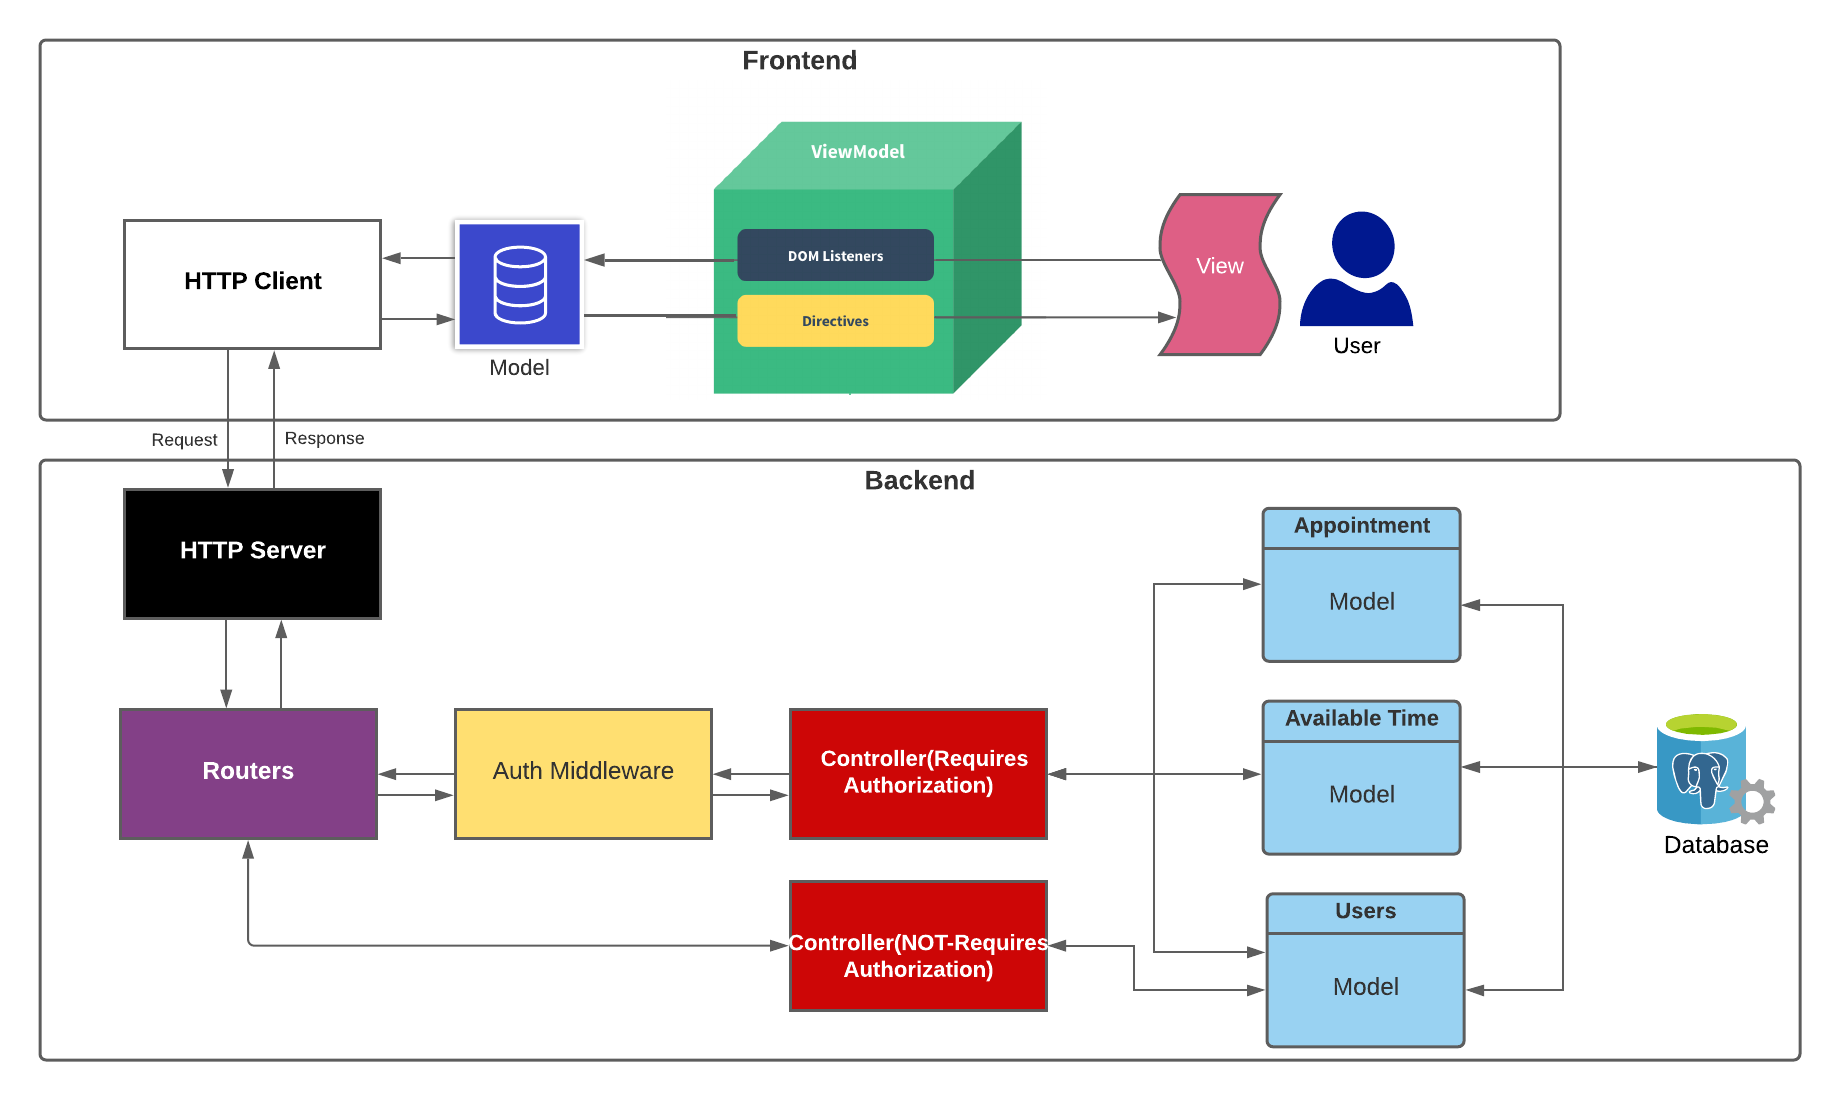 Frontend
ViewModel
DOM Listeners
Directives
HTTP Client
Model
View
User
Request
Response
Backend
HTTP Server
Appointment
Model
Routers
Auth Middleware
Controller(Requires
Authorization)
Available Time
Model
Database
Controller(NOT-Requires
Authorization)
Users
Model